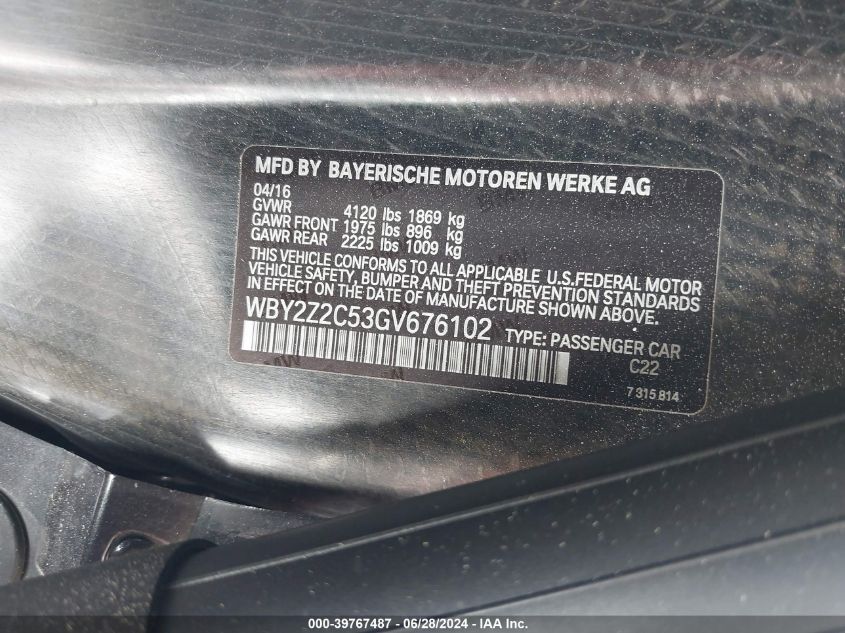 MFD BY BAYERISCHE MOTOREN WERKE AG
04/16
GVWR 4120 lbs 1869 kg
GAWR FRONT 1975 lbs 896 kg
GAWR REAR 2225 lbs 1009 kg
THIS VEHICLE CONFORMS TO ALL APPLICABLE U.S.FEDERAL MOTOR
VEHICLE SAFETY, BUMPER AND THEFT PREVENTION STANDARDS
IN EFFECT ON THE DATE OF MANUFACTURE SHOWN ABOVE.
WBY2Z2C53GV676102 TYPE: PASSENGER CAR
C22
7 315 814
000-39767487 - 06/28/2024 - IAA Inc.